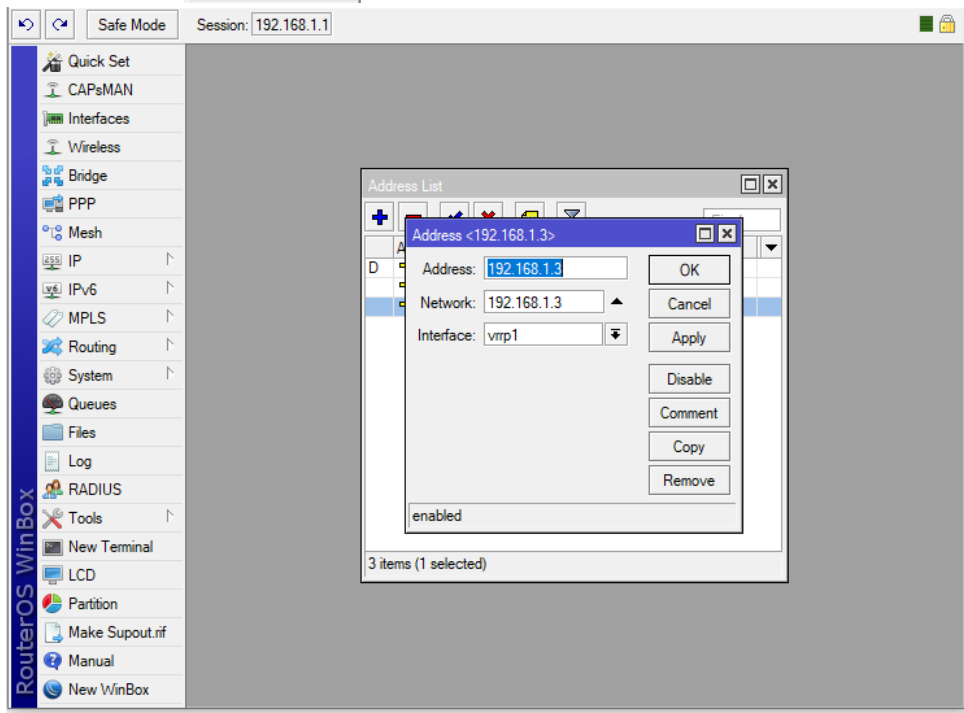 Safe Mode Session: 192.168.1.1
Quick Set
CAPsMAN
Interfaces
Wireless
Bridge
PPP
Mesh
255 IP
v6 IPv6
MPLS
Routing
System
Queues
Files
Log
RADIUS
Tools
New Terminal
LCD
Partition
Make Supout.rif
Manual
New WinBox
RouterOS WinBox
Address List
D
Address <192.168.1.3>
Address: 192.168.1.3
Network: 192.168.1.3
Interface: vrrp1
OK
Cancel
Apply
Disable
Comment
Copy
Remove
enabled
3 items (1 selected)